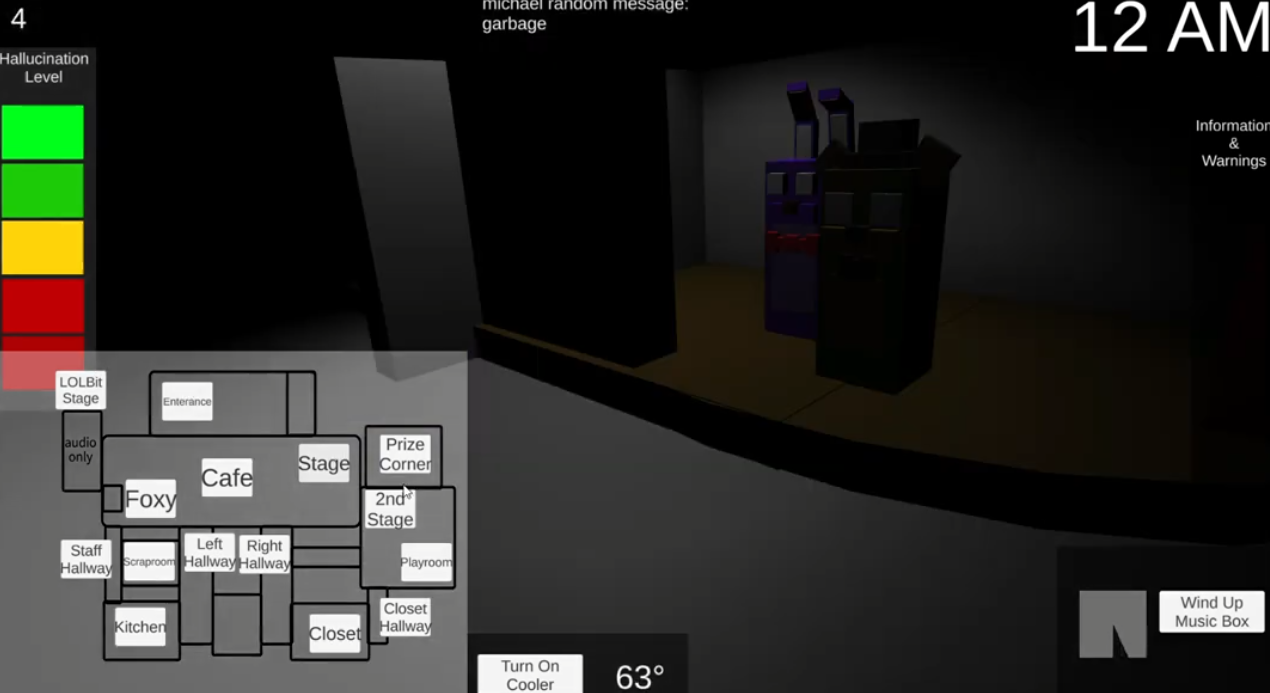 4
michael random message:
garbage
12 AM
Hallucination
Level
Information
&
Warnings
LOLBit
Stage
Enterance
audio
only
Prize
Corner
Stage
Cafe
Foxy
2nd
Stage
Staff
Hallway
Scraproom
Left
Hallway
Right
Hallway
Playroom
Kitchen
Closet
Closet
Hallway
Turn On
Cooler
63°
Wind Up
Music Box